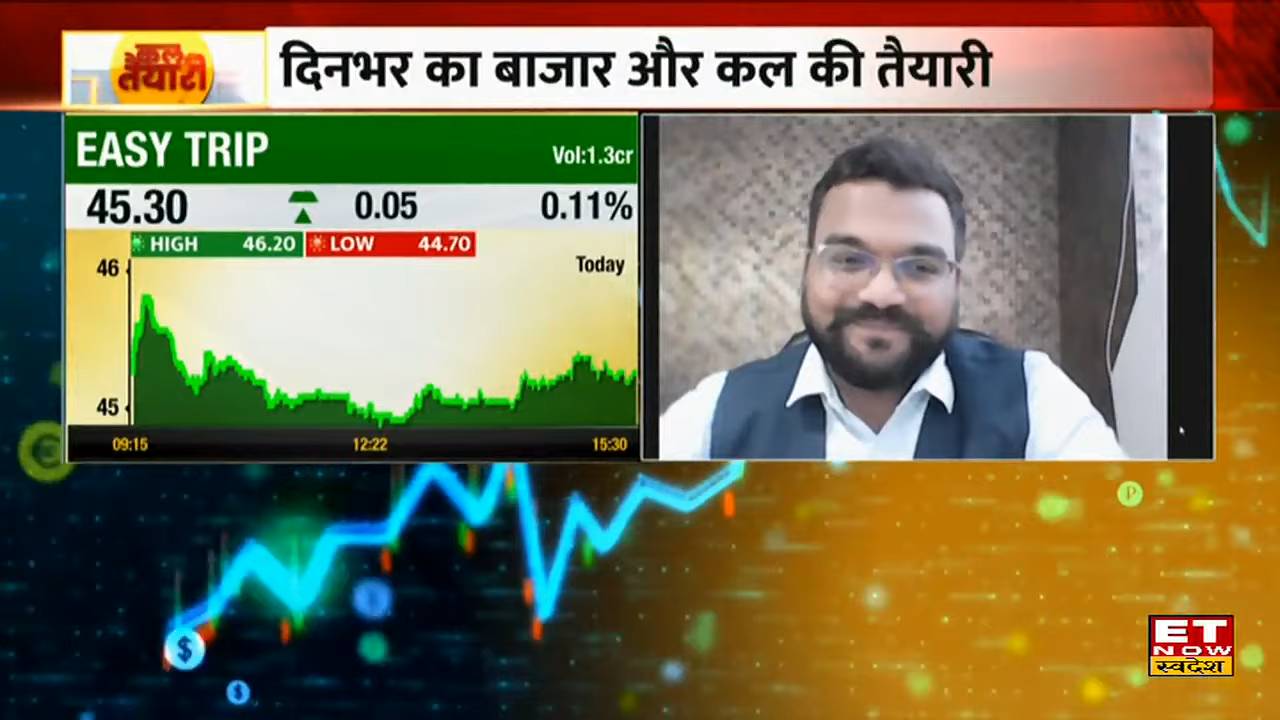 कल
की
तैयारी
दिनभर का बाजार और कल की तैयारी
EASY TRIP
Vol:1.3cr
45.30 0.05 0.11%
HIGH 46.20 LOW 44.70
Today
46
45
09:15 12:22 15:30
$
$
€
P
ET
NOW
स्वदेश